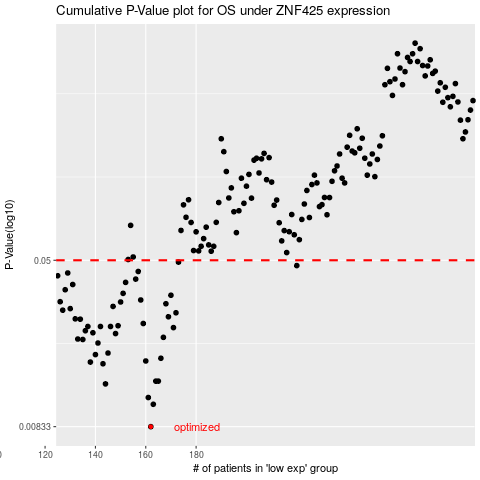 Cumulative P-Value plot for OS under ZNF425 expression
P-Value(log10)
0.05
0.00833
optimized
0
120
140
160
180
# of patients in 'low exp' group